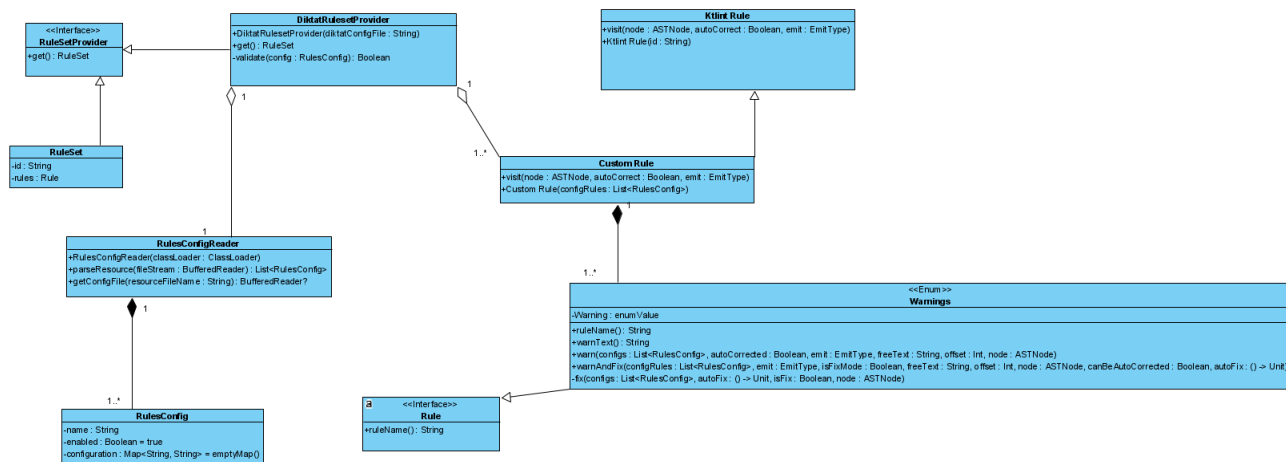 <<Interface>>
RuleSetProvider
+get() : RuleSet
DiktatRulesetProvider
+DiktatRulesetProvider(diktatConfigFile : String)
+get() : RuleSet
-validate(config : RulesConfig) : Boolean
Ktlint Rule
+visit(node : ASTNode, autoCorrect : Boolean, emit : EmitType)
+Ktlint Rule(id : String)
1
1
RuleSet
-id : String
-rules : Rule
1..*
Custom Rule
+visit(node : ASTNode, autoCorrect : Boolean, emit : EmitType)
+Custom Rule(configRules : List<RulesConfig>)
1
1
RulesConfigReader
+RulesConfigReader(classLoader : ClassLoader)
+parseResource(fileStream : BufferedReader) : List<RulesConfig>
+getConfigFile(resourceFileName : String) : BufferedReader?
1
1..*
<<Enum>>
Warnings
-Warning : enumValue
+ruleName() : String
+warnText() : String
+warn(configs : List<RulesConfig>, autoCorrected : Boolean, emit : EmitType, freeText : String, offset : Int, node : ASTNode)
+warnAndFix(configRules : List<RulesConfig>, emit : EmitType, isFixMode : Boolean, freeText : String, offset : Int, node : ASTNode, canBeAutoCorrected : Boolean, autoFix : () -> Unit)
-fix(configs : List<RulesConfig>, autoFix : () -> Unit, isFix : Boolean, node : ASTNode)
1..*
RulesConfig
-name : String
-enabled : Boolean = true
-configuration : Map<String, String> = emptyMap()
a
<<Interface>>
Rule
+ruleName() : String